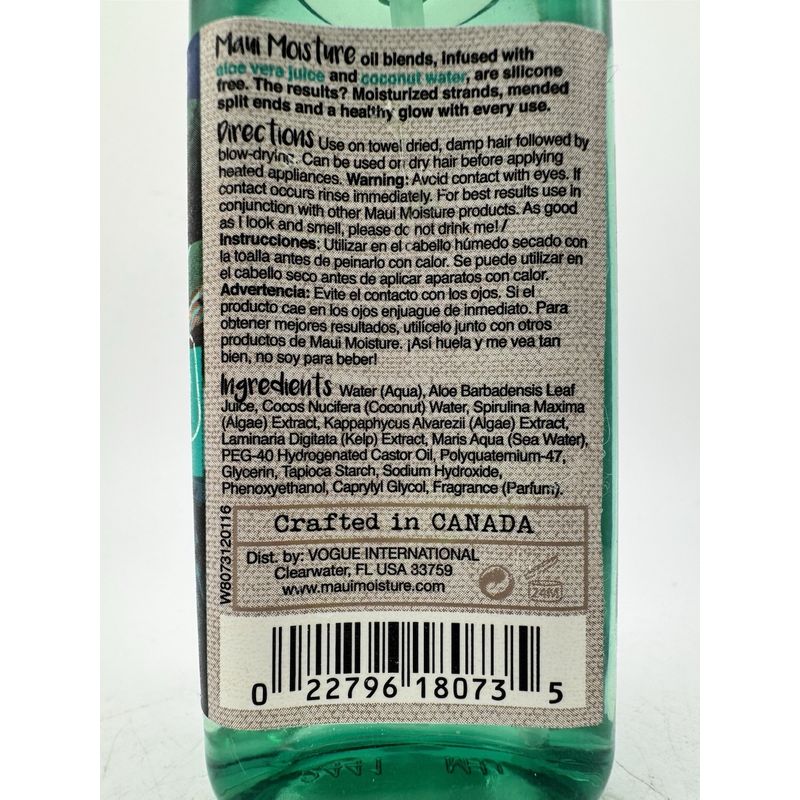 Maui Moisture oil blends, infused with
aloe vera juice and coconut water, are silicone
free. The results? Moisturized strands, mended
split ends and a healthy glow with every use.
Directions Use on towel dried, damp hair followed by
blow-drying. Can be used on dry hair before applying
heated appliances. Warning: Avoid contact with eyes. If
contact occurs rinse immediately. For best results use in
conjunction with other Maui Moisture products. As good
as I look and smell, please do not drink me! /
Instrucciones: Utilizar en el cabello húmedo secado con
la toalla antes de peinarlo con calor. Se puede utilizar en
el cabello seco antes de aplicar aparatos con calor.
Advertencia: Evite el contacto con los ojos. Si el
producto cae en los ojos enjuague de inmediato. Para
obtener mejores resultados, utilícelo junto con otros
productos de Maui Moisture. ¡Asi huela y me vea tan
bien, no soy para beber!
Ingredients Water (Aqua), Aloe Barbadensis Leaf
Juice, Cocos Nucifera (Coconut) Water, Spirulina Maxima
(Algae) Extract, Kappaphycus Alvarezii (Algae) Extract,
Laminaria Digitata (Kelp) Extract, Maris Aqua (Sea Water),
PEG-40 Hydrogenated Castor Oil, Polyquaternium-47,
Glycerin, Tapioca Starch, Sodium Hydroxide,
Phenoxyethanol, Caprylyl Glycol, Fragrance (Parfum).
W8073120116
Crafted in CANADA
Dist. by: VOGUE INTERNATIONAL
Clearwater, FL USA 33759
www.mauimoisture.com
24M
0 22796 18073 5